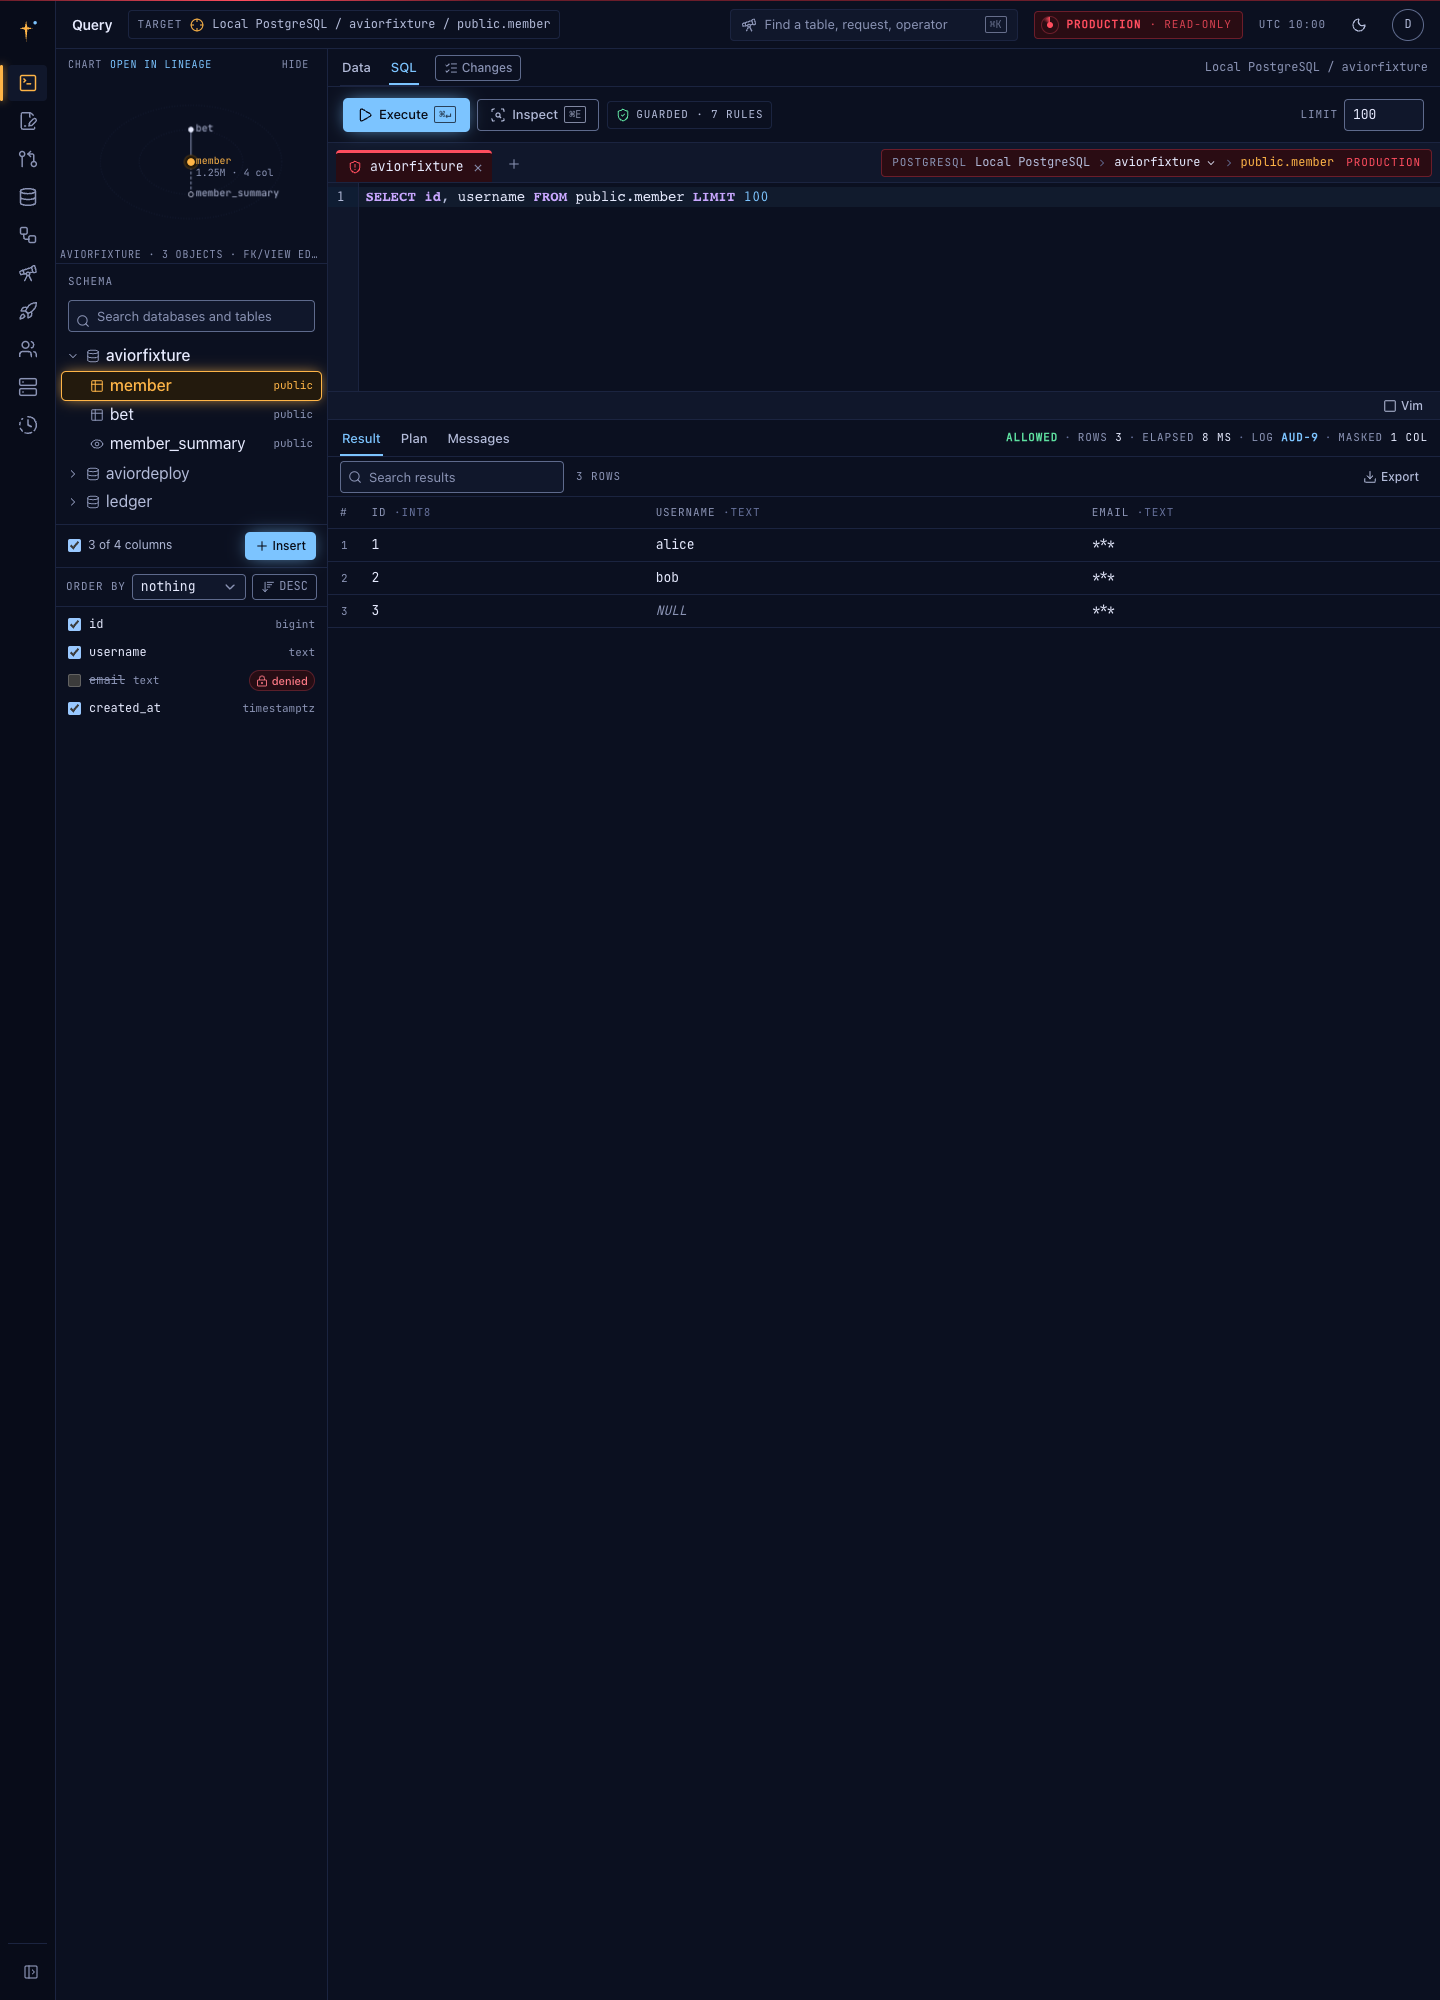 Query
TARGET Local PostgreSQL / aviorfixture / public.member
Find a table, request, operator ⌘K
PRODUCTION · READ-ONLY
UTC 10:00
D
CHART OPEN IN LINEAGE HIDE
bet
member
1.25M · 4 col
member_summary
AVIORFIXTURE · 3 OBJECTS · FK/VIEW ED…
SCHEMA
Search databases and tables
aviorfixture
member public
bet public
member_summary public
aviordeploy
ledger
3 of 4 columns
+ Insert
ORDER BY nothing DESC
id bigint
username text
email text denied
created_at timestamptz
Data SQL Changes
Local PostgreSQL / aviorfixture
Execute ⌘↵ Inspect ⌘E GUARDED · 7 RULES
LIMIT 100
aviorfixture × +
POSTGRESQL Local PostgreSQL › aviorfixture › public.member PRODUCTION
1 SELECT id, username FROM public.member LIMIT 100
Vim
Result Plan Messages
ALLOWED · ROWS 3 · ELAPSED 8 MS · LOG AUD-9 · MASKED 1 COL
Search results 3 ROWS
Export
# ID ·INT8 USERNAME ·TEXT EMAIL ·TEXT
1 1 alice ***
2 2 bob ***
3 3 NULL ***